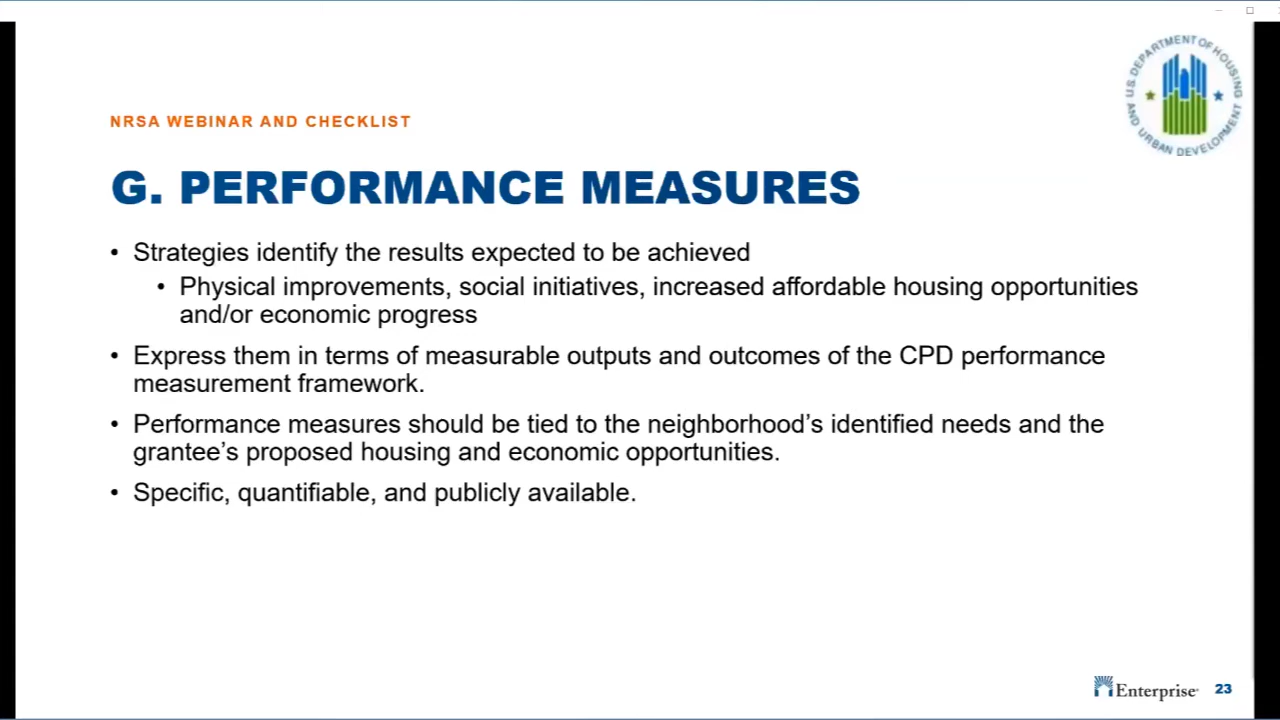 U.S. DEPARTMENT OF HOUSING
AND URBAN DEVELOPMENT
NRSA WEBINAR AND CHECKLIST
G. PERFORMANCE MEASURES
• Strategies identify the results expected to be achieved
• Physical improvements, social initiatives, increased affordable housing opportunities
and/or economic progress
• Express them in terms of measurable outputs and outcomes of the CPD performance
measurement framework.
• Performance measures should be tied to the neighborhood’s identified needs and the
grantee’s proposed housing and economic opportunities.
• Specific, quantifiable, and publicly available.
Enterprise
23